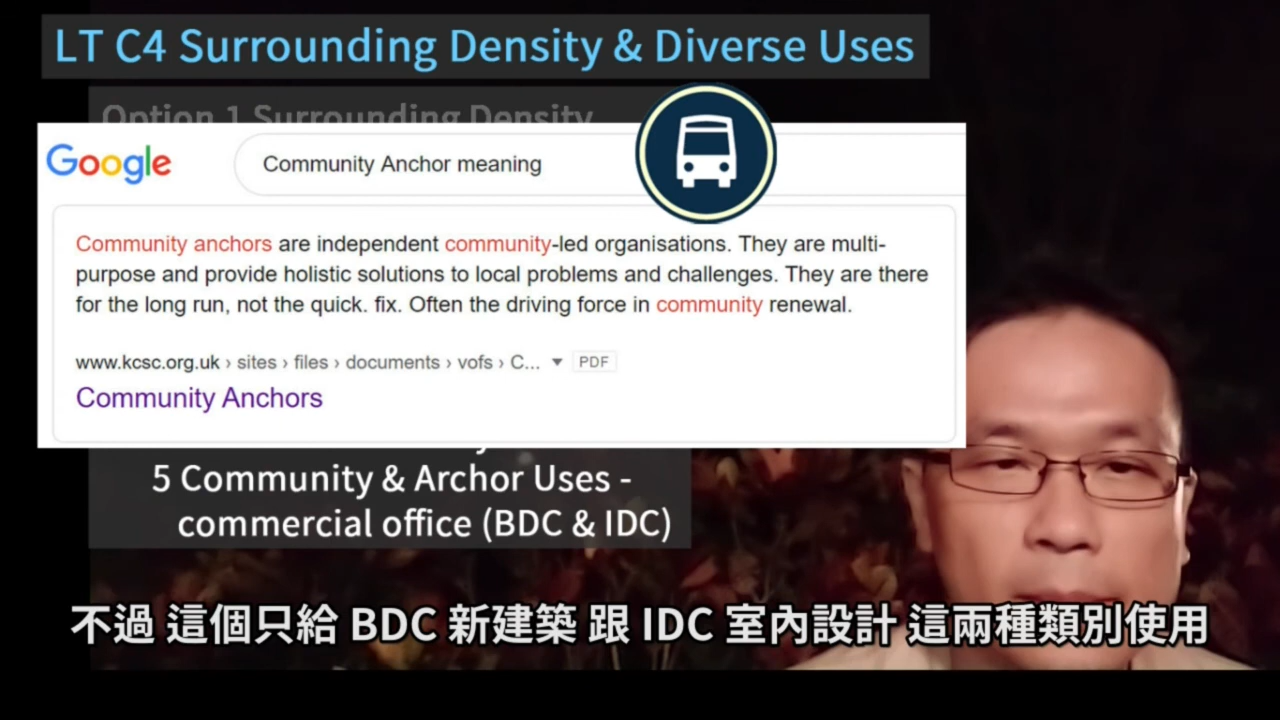 LT C4 Surrounding Density & Diverse Uses
Option 1 Surrounding Density
Google
Community Anchor meaning
Community anchors are independent community-led organisations. They are multi-
purpose and provide holistic solutions to local problems and challenges. They are there
for the long run, not the quick. fix. Often the driving force in community renewal.
www.kcsc.org.uk › sites › files › documents › vofs › C... PDF
Community Anchors
5 Community & Archor Uses -
commercial office (BDC & IDC)
不過 這個只給 BDC 新建築 跟 IDC 室內設計 這兩種類別使用